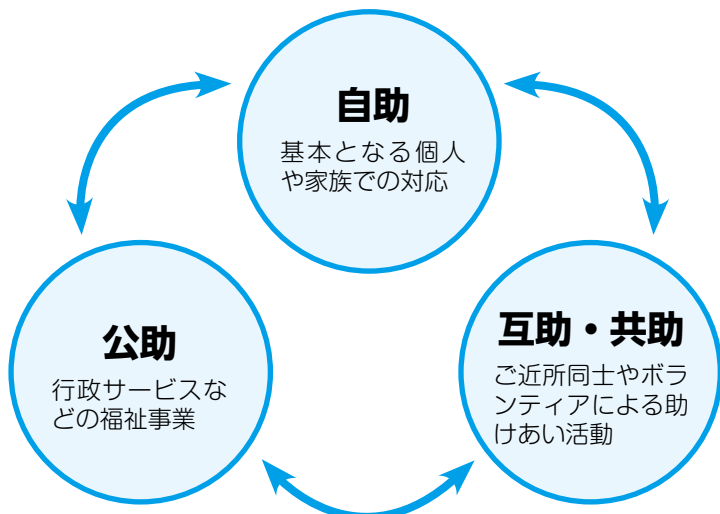 自助
基本となる個人
や家族での対応
公助
行政サービスな
どの福祉事業
互助・共助
ご近所同士やボラ
ンティアによる助
けあい活動